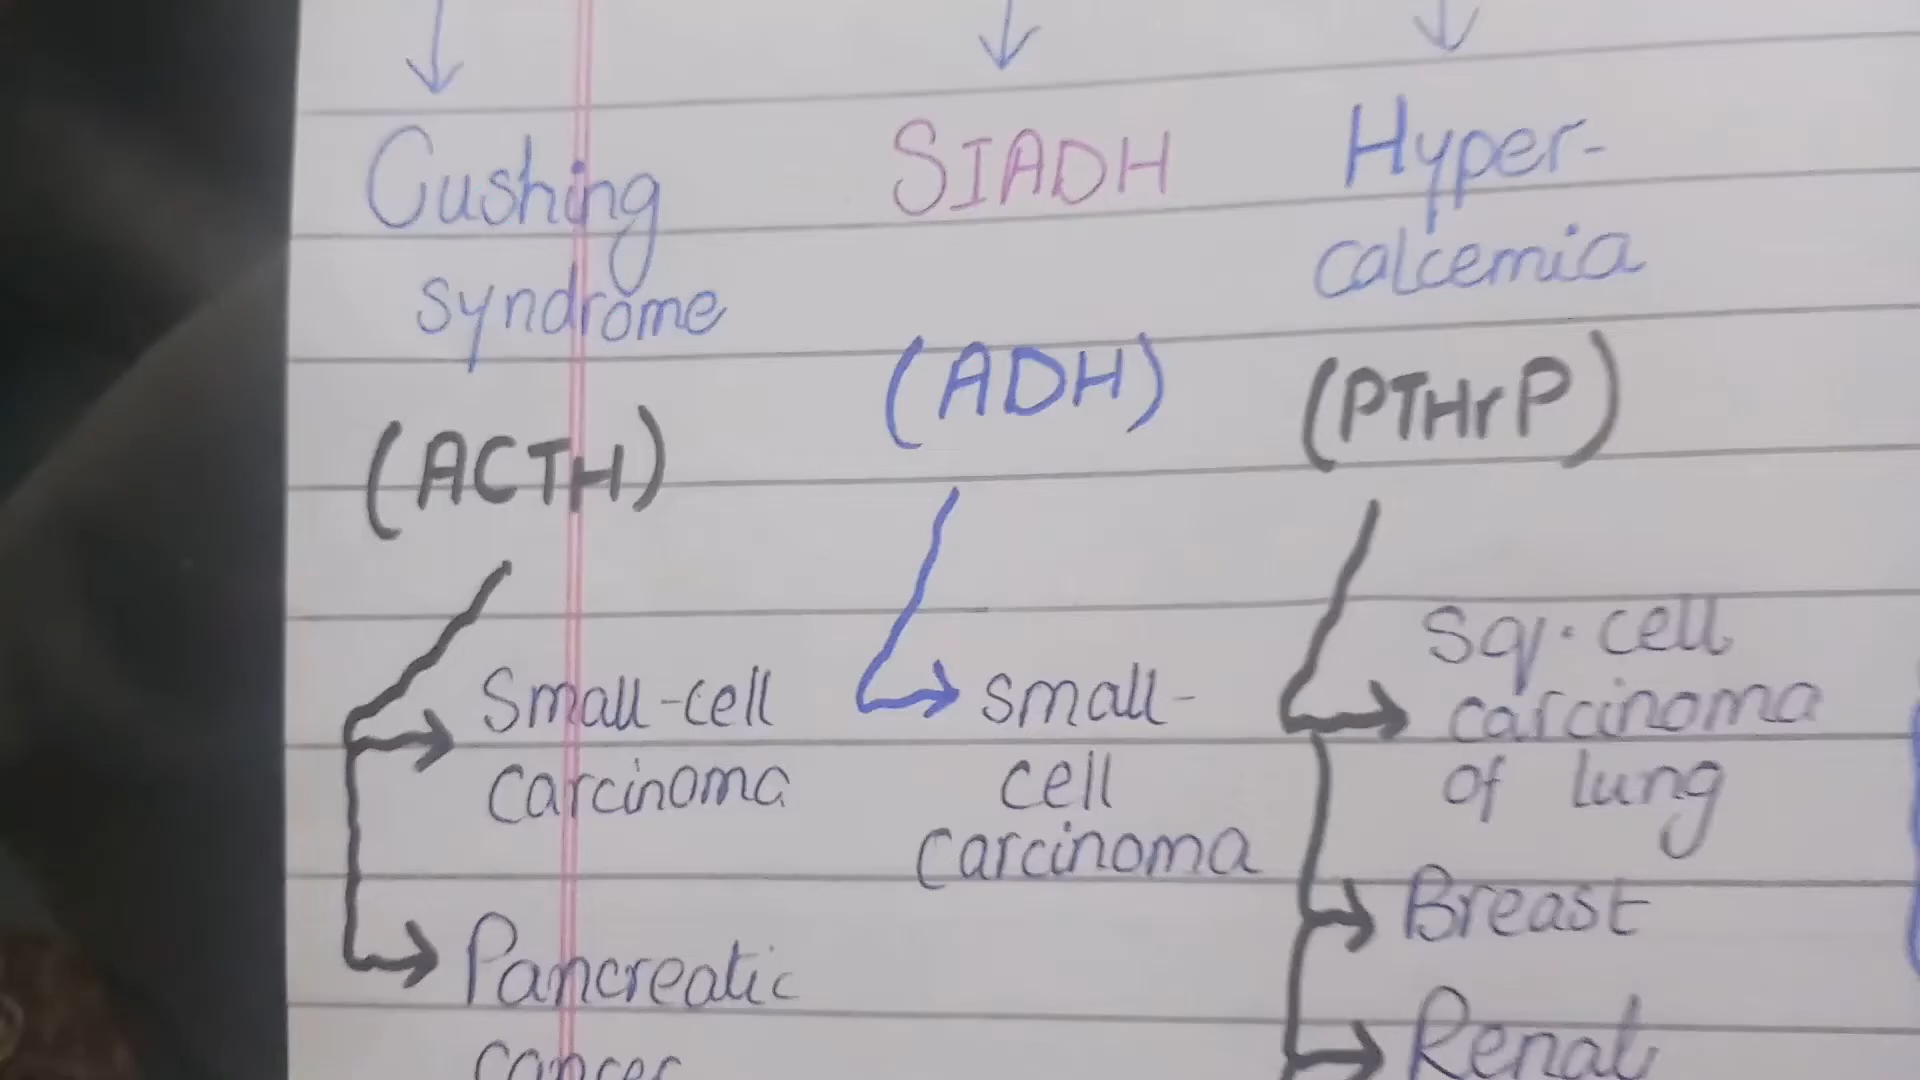 Cushing
syndrome
(ACTH)
Small-cell
carcinoma
Pancreatic
cancer
SIADH
(ADH)
small-
cell
carcinoma
Hyper-
calcemia
(PTHrP)
Sq. cell
carcinoma
of lung
Breast
Renal